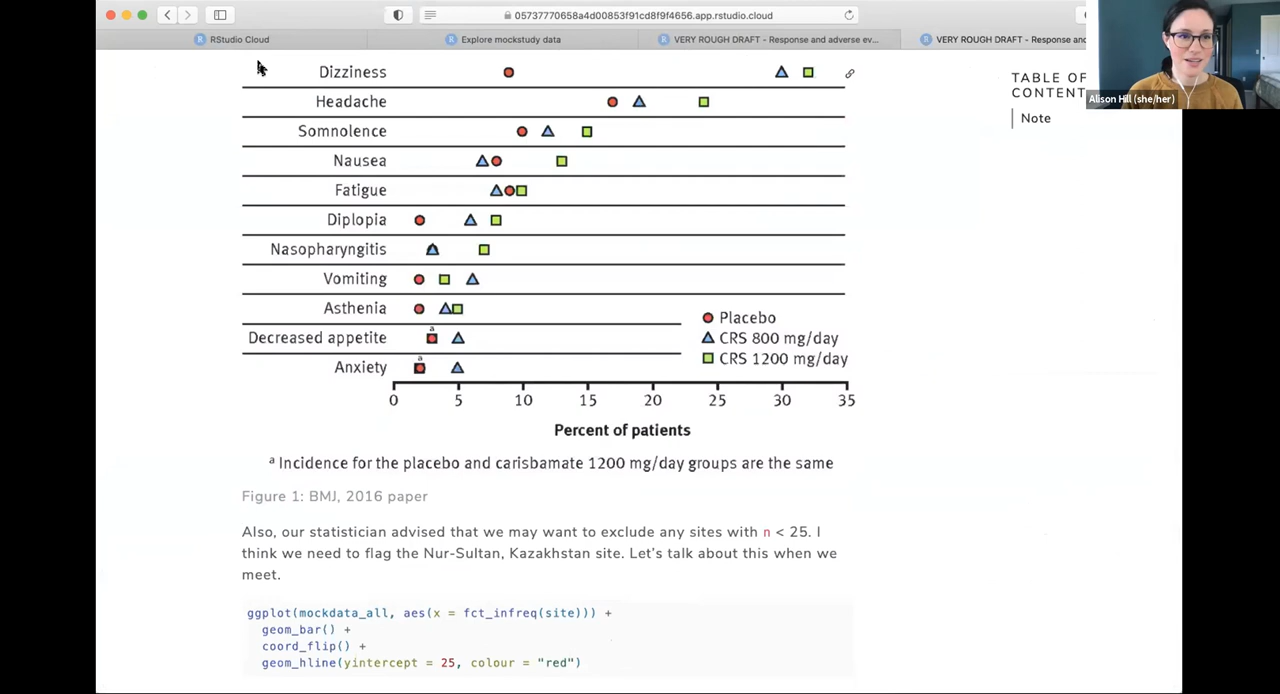 05737770658a4d00853f91cd8f9f4656.app.rstudio.cloud
RStudio Cloud
Explore mockstudy data
VERY ROUGH DRAFT - Response and adverse ev...
VERY ROUGH DRAFT - Response and
Alison Hill (she/her)
TABLE OF
CONTENT
Note
Dizziness
Headache
Somnolence
Nausea
Fatigue
Diplopia
Nasopharyngitis
Vomiting
Asthenia
Decreased appetite
a
Anxiety
a
Placebo
CRS 800 mg/day
CRS 1200 mg/day
0 5 10 15 20 25 30 35
Percent of patients
a Incidence for the placebo and carisbamate 1200 mg/day groups are the same
Figure 1: BMJ, 2016 paper
Also, our statistician advised that we may want to exclude any sites with n < 25. I
think we need to flag the Nur-Sultan, Kazakhstan site. Let's talk about this when we
meet.
ggplot(mockdata_all, aes(x = fct_infreq(site))) +
geom_bar() +
coord_flip() +
geom_hline(yintercept = 25, colour = "red")